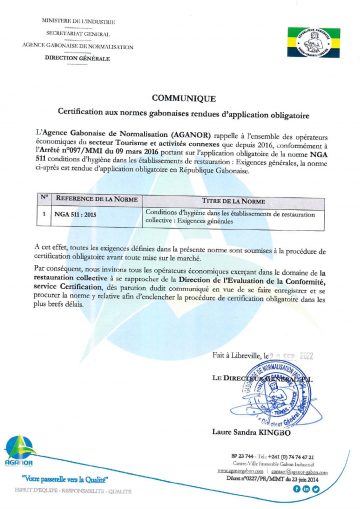 MINISTERE DE L'INDUSTRIE
SECRETARIAT GENERAL
AGENCE GABONAISE DE NORMALISATION
DIRECTION GÉNÉRALE
COMMUNIQUE
Certification aux normes gabonaises rendues d'application obligatoire
L'Agence Gabonaise de Normalisation (AGANOR) rappelle à l'ensemble des opérateurs
économiques du secteur Tourisme et activités connexes que depuis 2016, conformément à
l'Arrêté n°097/MMI du 09 mars 2016 portant sur l'application obligatoire de la norme NGA
511 conditions d'hygiène dans les établissements de restauration : Exigences générales, la norme
ci-après est rendue d'application obligatoire en République Gabonaise.
N° REFERENCE DE LA NORME TITRE DE LA NORME
1 NGA 511 : 2015 Conditions d'hygiène dans les établissements de restauration
collective : Exigences générales
A cet effet, toutes les exigences définies dans la présente norme sont soumises à la procédure de
certification obligatoire avant toute mise sur le marché.
Par conséquent, nous invitons tous les opérateurs économiques exerçant dans le domaine de la
restauration collective à se rapprocher de la Direction de l'Evaluation de la Conformité,
service Certification, dès parution dudit communiqué en vue de se faire enregistrer et se
procurer la norme y relative afin d'enclencher la procédure de certification obligatoire dans les
plus brefs délais.
Fait à Libreville, le 2022
LE DIRECTEUR GENERAL P.I.
Laure Sandra KINGBO
AGANOR
"Votre passerelle vers la Qualité"
ESPRIT D'EQUIPE - RESPONSABILITE - QUALITE
BP 23 744 - Tél : +241 (0) 74 74 47 21
Centre-Ville Immeuble Gabon Industriel
www.aganorgabon.com contact@aganor-gabon.com
Décret n°0227/PR/MIMT du 23 juin 2014